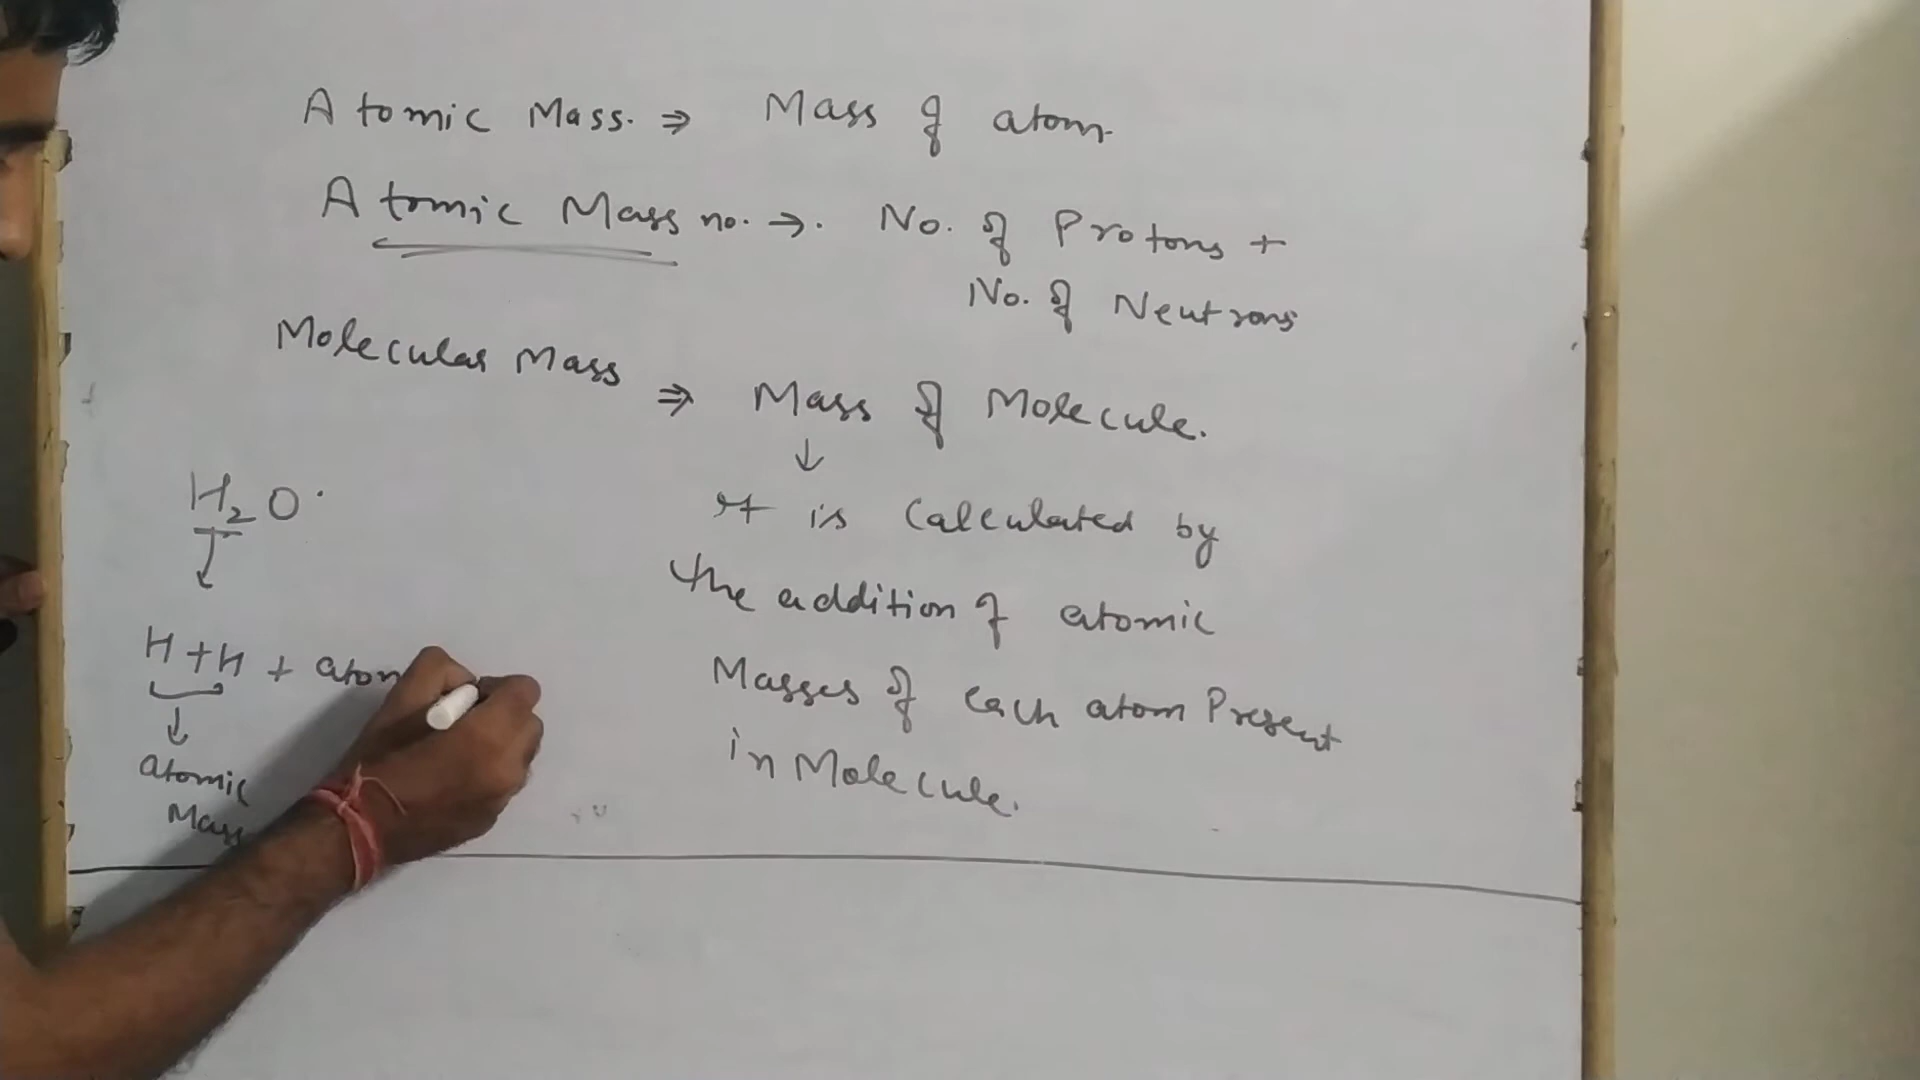 Atomic Mass. ⇒ Mass of atom
Atomic Mass no. →. No. of Protons +
No. of Neutrons
Molecular Mass ⇒ Mass of Molecule.
↓
It is Calculated by
the addition of atomic
Masses of each atom Present
in Molecule.
H₂O
↓
H+H + atom
↓
atomic
Mass